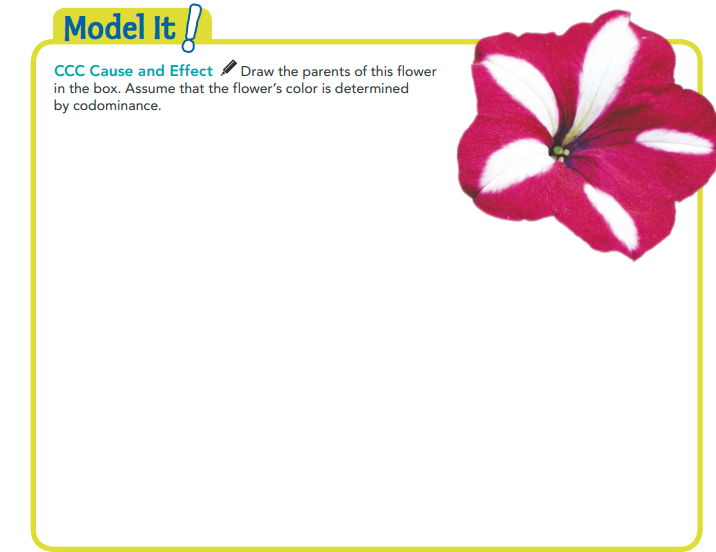 Model It!
CCC Cause and Effect Draw the parents of this flower
in the box. Assume that the flower's color is determined
by codominance.